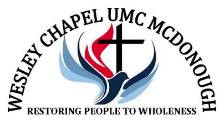 WESLEY CHAPEL UMC MCDONOUGH
RESTORING PEOPLE TO WHOLENESS